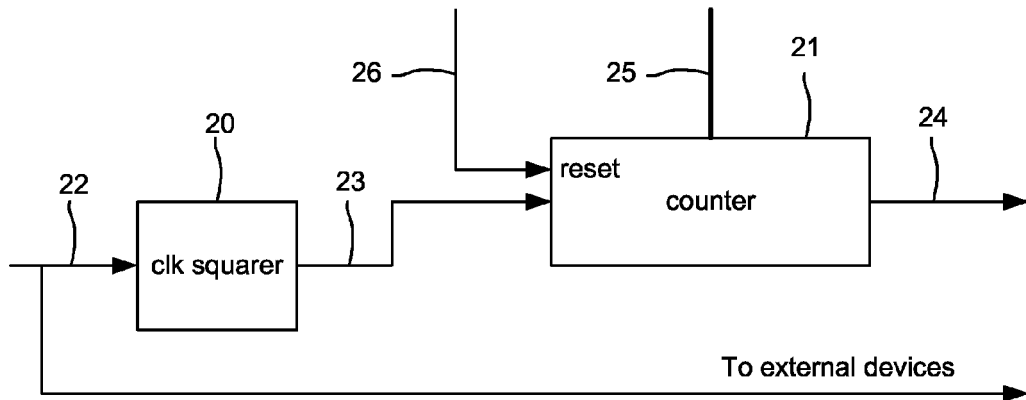 26
25
21
24
20
22
23
reset
counter
clk squarer
To external devices